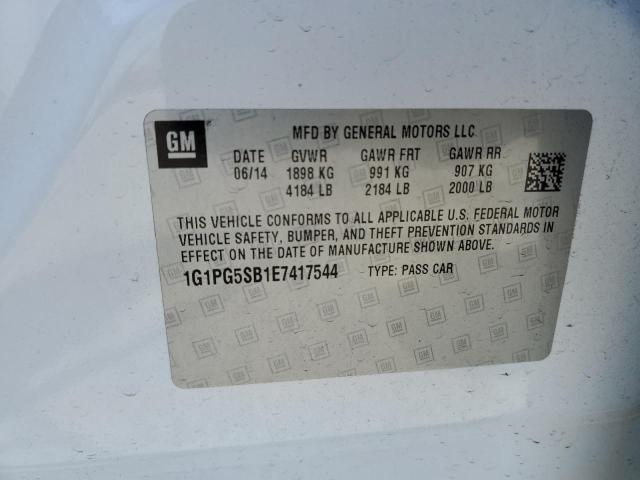 GM
MFD BY GENERAL MOTORS LLC
DATE GVWR GAWR FRT GAWR RR
06/14 1898 KG 991 KG 907 KG
4184 LB 2184 LB 2000 LB
THIS VEHICLE CONFORMS TO ALL APPLICABLE U.S. FEDERAL MOTOR
VEHICLE SAFETY, BUMPER, AND THEFT PREVENTION STANDARDS IN
EFFECT ON THE DATE OF MANUFACTURE SHOWN ABOVE.
1G1PG5SB1E7417544 TYPE: PASS CAR